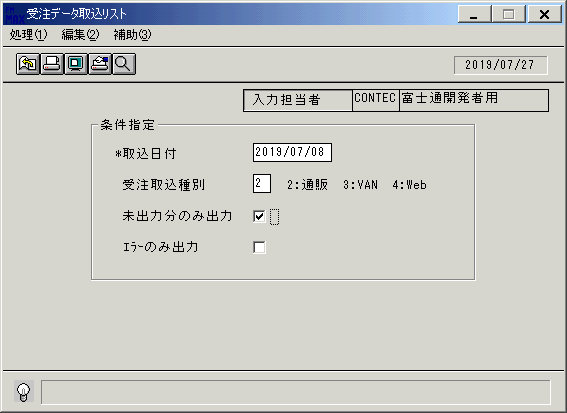 受注データ取込リスト
処理(1) 編集(2) 補助(3)
2019/07/27
入力担当者 CONTEC 富士通開発者用
条件指定
*取込日付 2019/07/08
受注取込種別 2 2:通販 3:VAN 4:Web
未出力分のみ出力
ｴﾗｰのみ出力